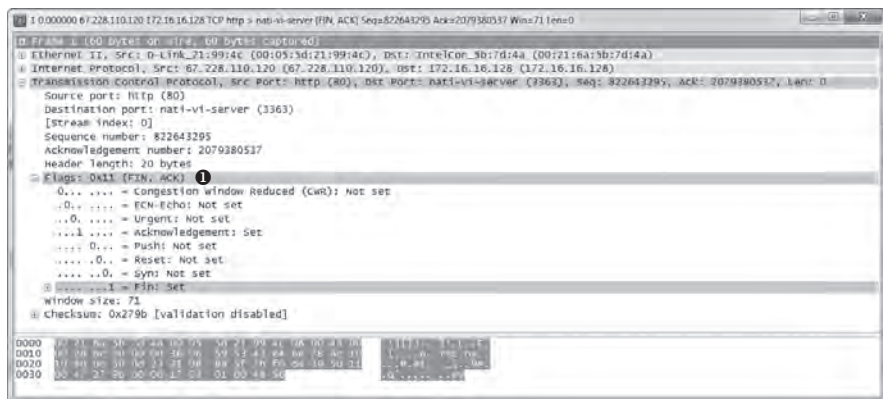 1 0.000000 67.228.110.120 172.16.16.128 TCP http > nati-vi-server [FIN, ACK] Seq=822643295 Ack=2079380537 Win=71 Len=0
Frame 1 (60 bytes on wire, 60 bytes captured)
Ethernet II, Src: D-Link_21:99:4c (00:05:5d:21:99:4c), Dst: IntelCor_5b:7d:4a (00:21:6a:5b:7d:4a)
Internet Protocol, Src: 67.228.110.120 (67.228.110.120), Dst: 172.16.16.128 (172.16.16.128)
Transmission Control Protocol, Src Port: http (80), Dst Port: nati-vi-server (3363), Seq: 822643295, Ack: 2079380537, Len: 0
Source port: http (80)
Destination port: nati-vi-server (3363)
[Stream index: 0]
Sequence number: 822643295
Acknowledgement number: 2079380537
Header length: 20 bytes
Flags: 0x11 (FIN, ACK) ❶
0... .... = Congestion Window Reduced (CWR): Not set
.0.. .... = ECN-Echo: Not set
..0. .... = Urgent: Not set
...1 .... = Acknowledgement: Set
.... 0... = Push: Not set
.... .0.. = Reset: Not set
.... ..0. = Syn: Not set
.... ...1 = Fin: Set
Window size: 71
Checksum: 0x279b [validation disabled]
0000
0010
0020
0030